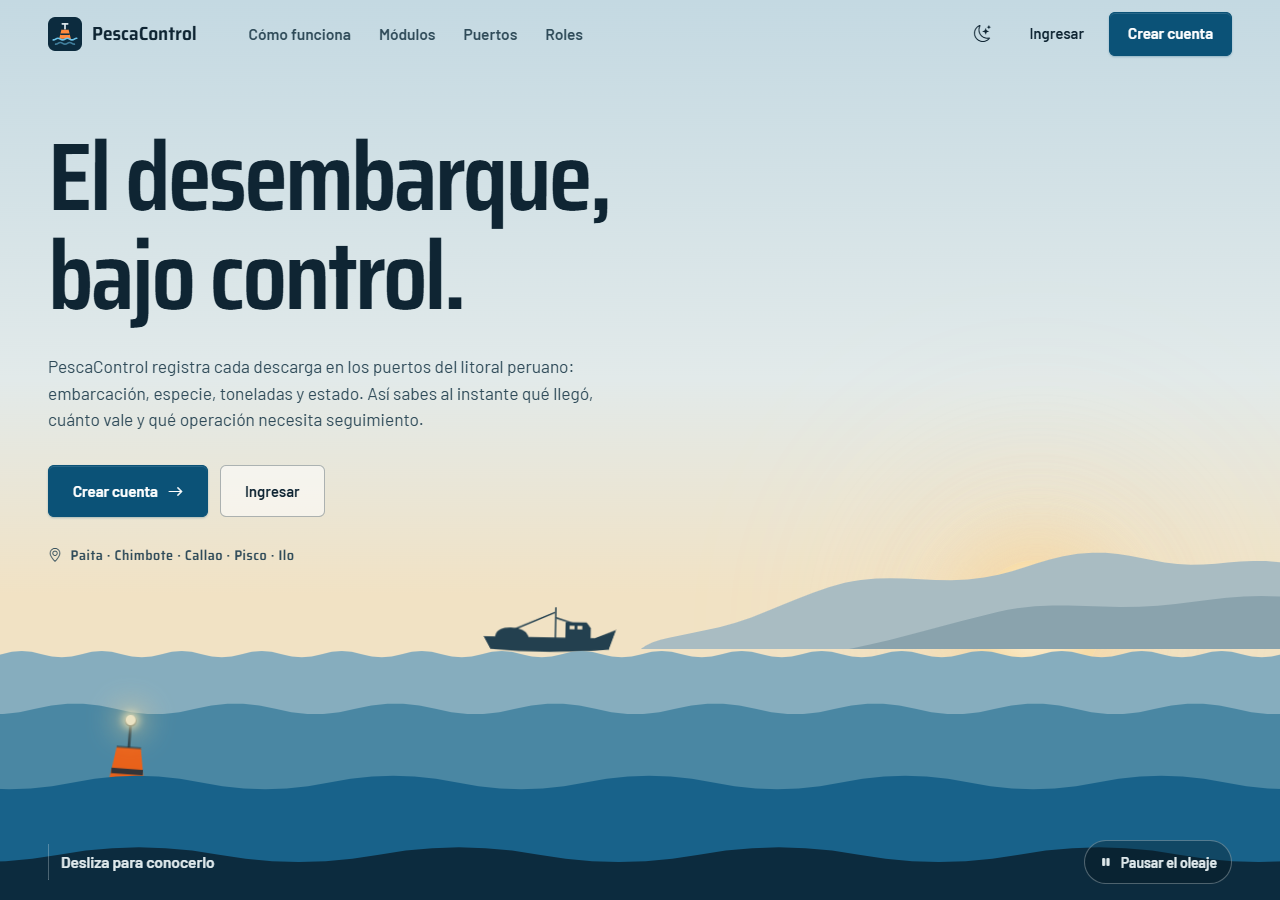 PescaControl
Cómo funciona
Módulos
Puertos
Roles
Ingresar
Crear cuenta
El desembarque,
bajo control.
PescaControl registra cada descarga en los puertos del litoral peruano:
embarcación, especie, toneladas y estado. Así sabes al instante qué llegó,
cuánto vale y qué operación necesita seguimiento.
Crear cuenta
Ingresar
Paita · Chimbote · Callao · Pisco · Ilo
Desliza para conocerlo
Pausar el oleaje